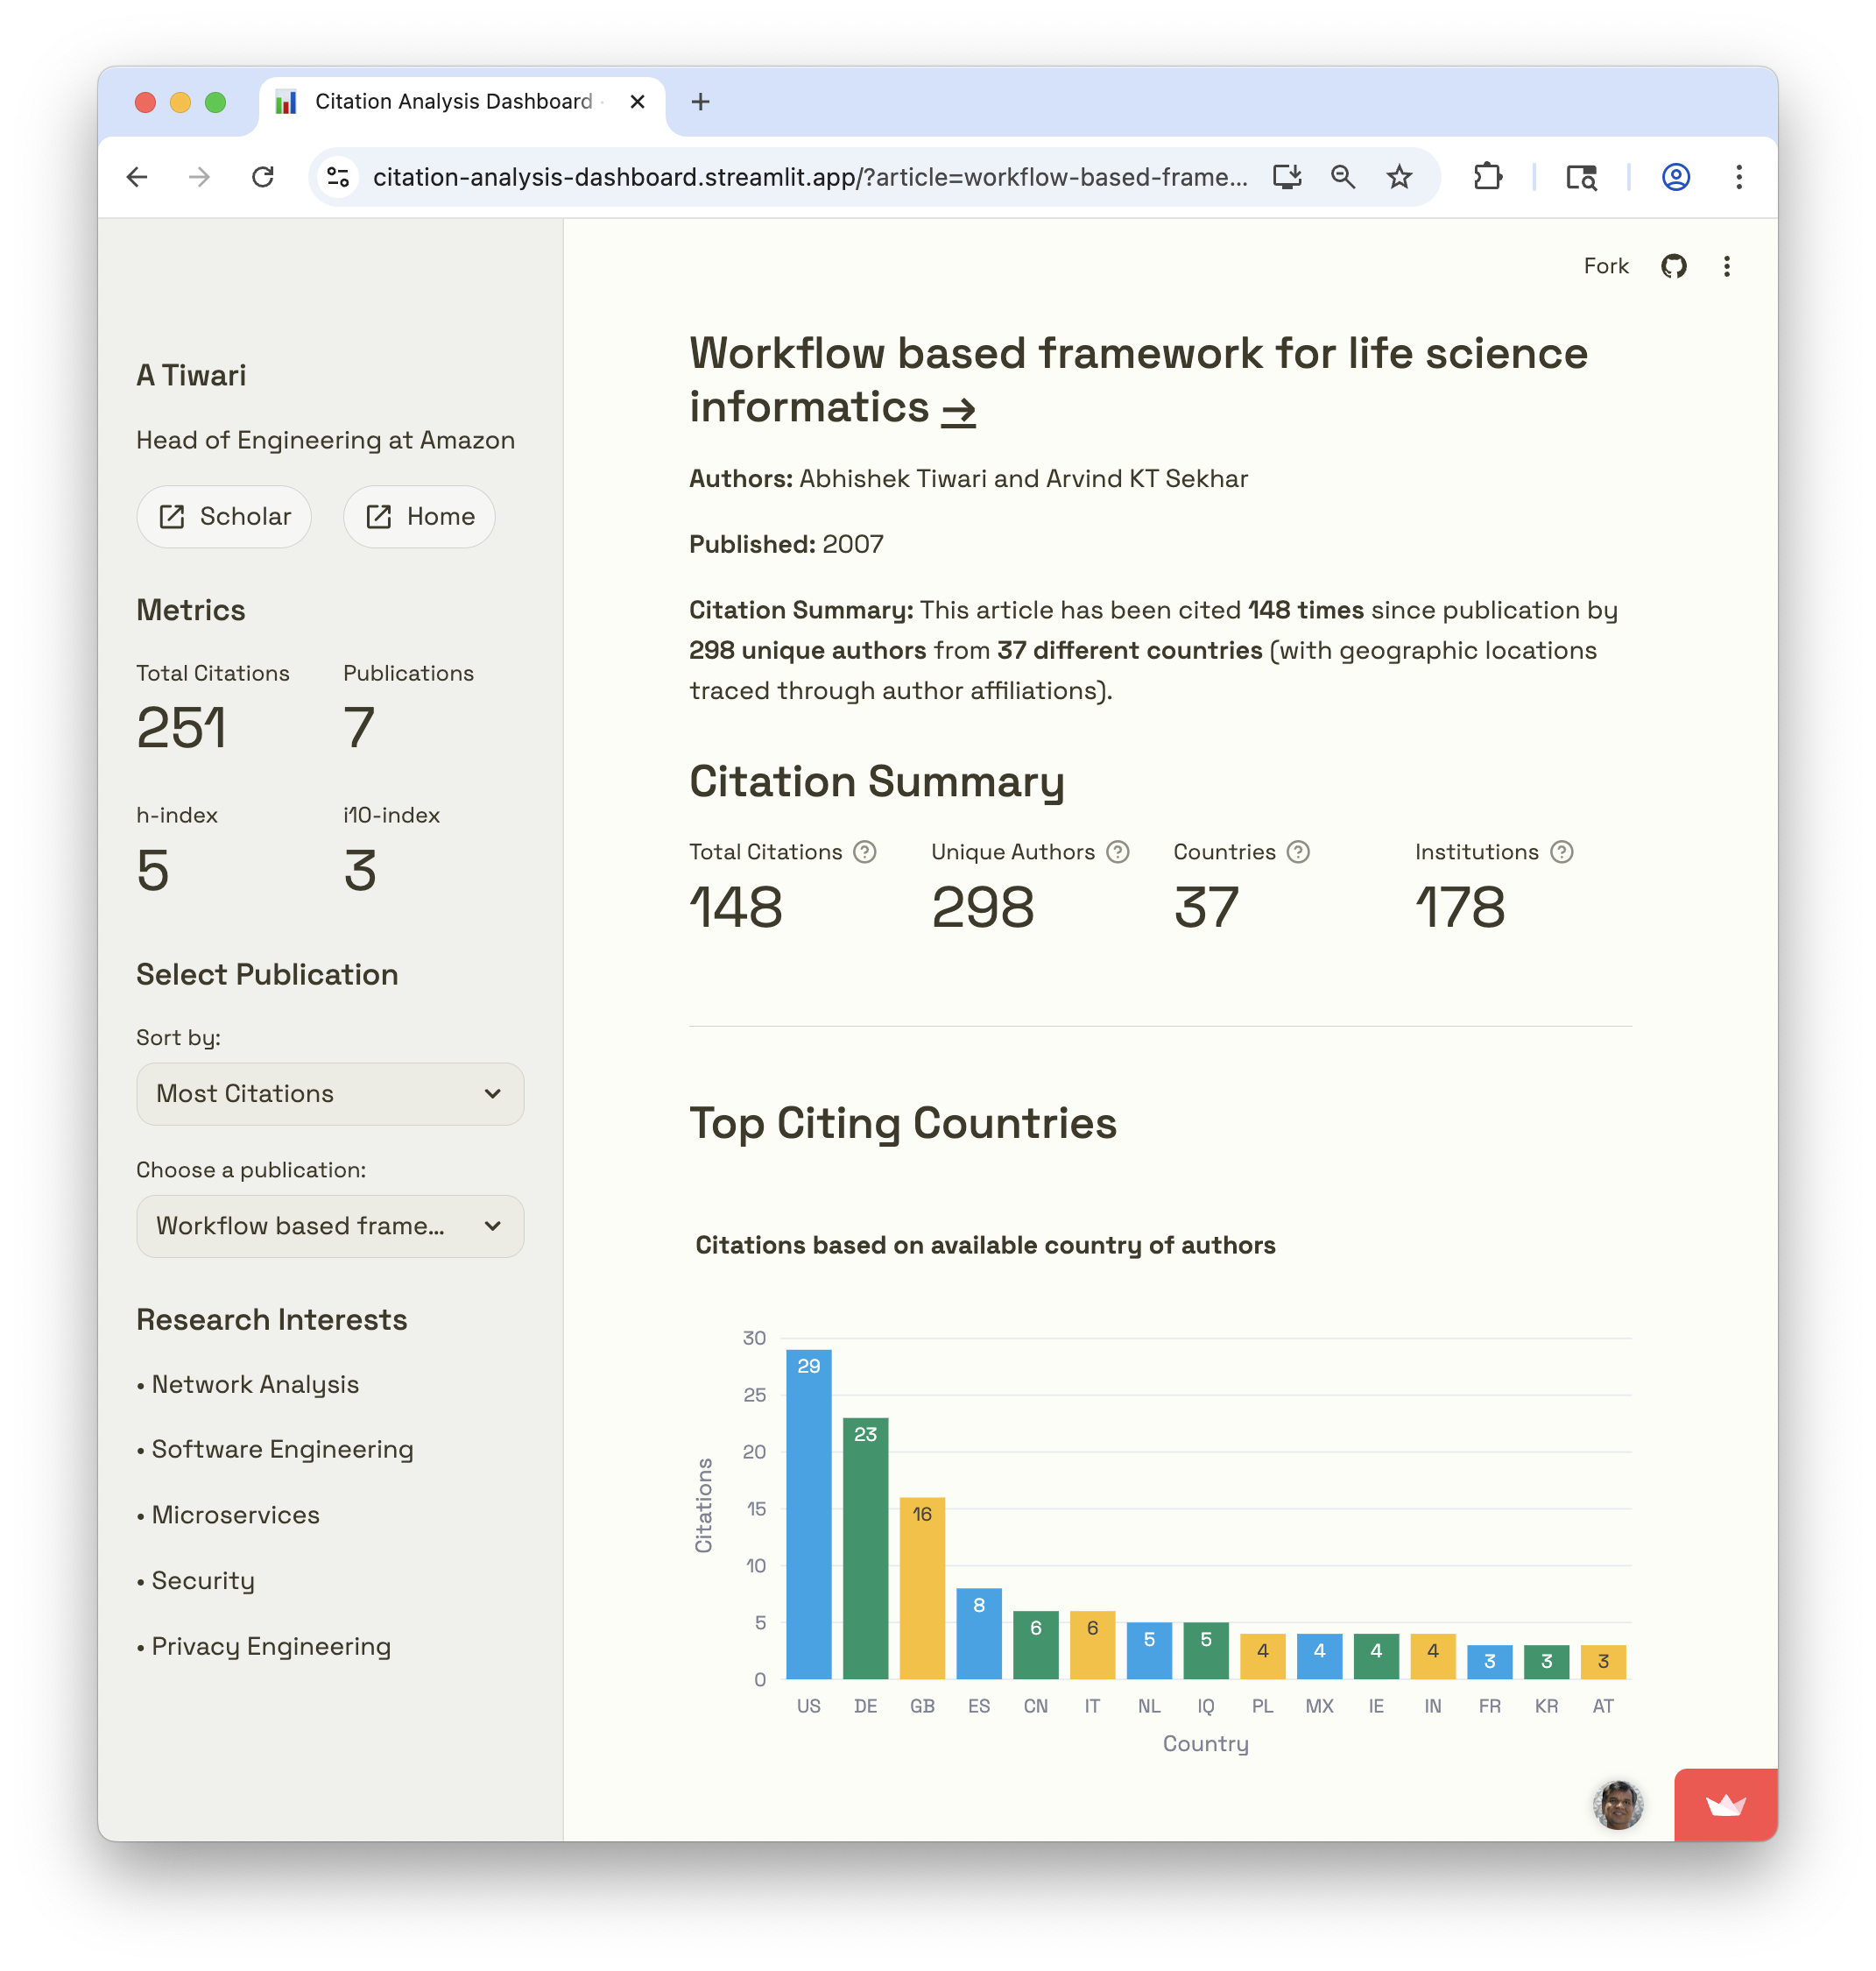 Citation Analysis Dashboard
citation-analysis-dashboard.streamlit.app/?article=workflow-based-frame...
Fork
A Tiwari
Head of Engineering at Amazon
Scholar
Home
Metrics
Total Citations
Publications
251
7
h-index
i10-index
5
3
Select Publication
Sort by:
Most Citations
Choose a publication:
Workflow based frame...
Research Interests
• Network Analysis
• Software Engineering
• Microservices
• Security
• Privacy Engineering
Workflow based framework for life science
informatics →
Authors: Abhishek Tiwari and Arvind KT Sekhar
Published: 2007
Citation Summary: This article has been cited 148 times since publication by
298 unique authors from 37 different countries (with geographic locations
traced through author affiliations).
Citation Summary
Total Citations
Unique Authors
Countries
Institutions
148
298
37
178
Top Citing Countries
Citations based on available country of authors
30
25
20
15
10
5
0
Citations
29
23
16
8
6
6
5
5
4
4
4
4
3
3
3
US DE GB ES CN IT NL IQ PL MX IE IN FR KR AT
Country